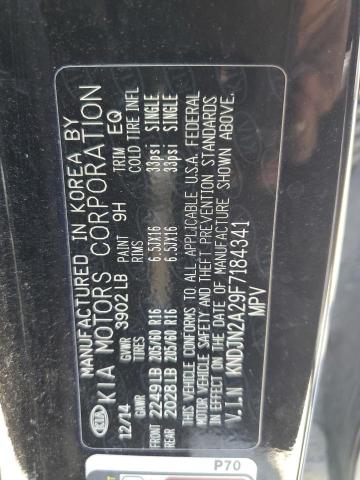 MANUFACTURED IN KOREA BY
KIA KIA MOTORS CORPORATION
12/14 GVWR 3902 LB PAINT 9H TRIM EQ
GAWR TIRES RIMS COLD TIRE INFL
FRONT 2249 LB 205/60 R16 6.5JX16 33psi SINGLE
REAR 2028 LB 205/60 R16 6.5JX16 33psi SINGLE
THIS VEHICLE CONFORMS TO ALL APPLICABLE U.S.A. FEDERAL
MOTOR VEHICLE SAFETY AND THEFT PREVENTION STANDARDS
IN EFFECT ON THE DATE OF MANUFACTURE SHOWN ABOVE.
V.I.N KNDJN2A29F7184341
MPV
P70